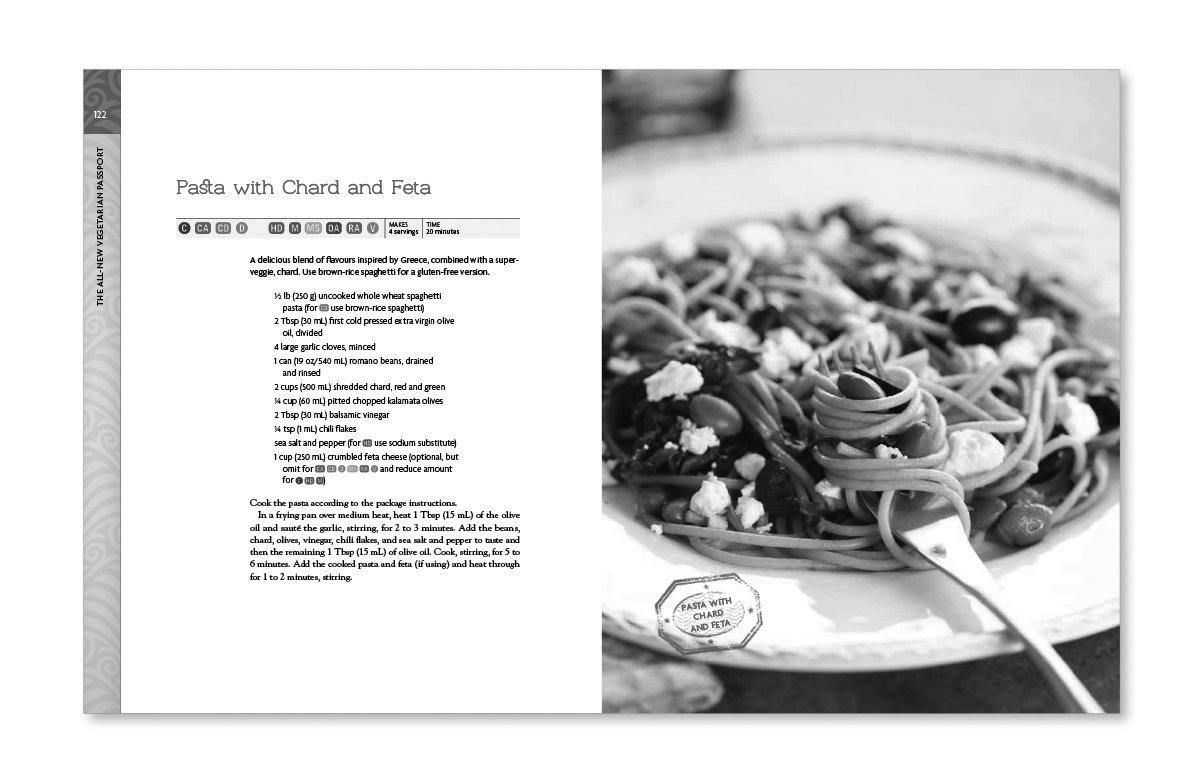 122
THE ALL-NEW VEGETARIAN PASSPORT
Pasta with Chard and Feta
C CA CD D HD M MS OA RA V
MAKES
4 servings
TIME
20 minutes
A delicious blend of flavours inspired by Greece, combined with a super-
veggie, chard. Use brown-rice spaghetti for a gluten-free version.
½ lb (250 g) uncooked whole wheat spaghetti
pasta (for use brown-rice spaghetti)
2 Tbsp (30 mL) first cold pressed extra virgin olive
oil, divided
4 large garlic cloves, minced
1 can (19 oz/540 mL) romano beans, drained
and rinsed
2 cups (500 mL) shredded chard, red and green
¼ cup (60 mL) pitted chopped kalamata olives
2 Tbsp (30 mL) balsamic vinegar
¼ tsp (1 mL) chili flakes
sea salt and pepper (for HD use sodium substitute)
1 cup (250 mL) crumbled feta cheese (optional, but
omit for CA CD D MS RA V and reduce amount
for C HD M)
Cook the pasta according to the package instructions.
In a frying pan over medium heat, heat 1 Tbsp (15 mL) of the olive
oil and sauté the garlic, stirring, for 2 to 3 minutes. Add the beans,
chard, olives, vinegar, chili flakes, and sea salt and pepper to taste and
then the remaining 1 Tbsp (15 mL) of olive oil. Cook, stirring, for 5 to
6 minutes. Add the cooked pasta and feta (if using) and heat through
for 1 to 2 minutes, stirring.
PASTA WITH
CHARD
AND FETA